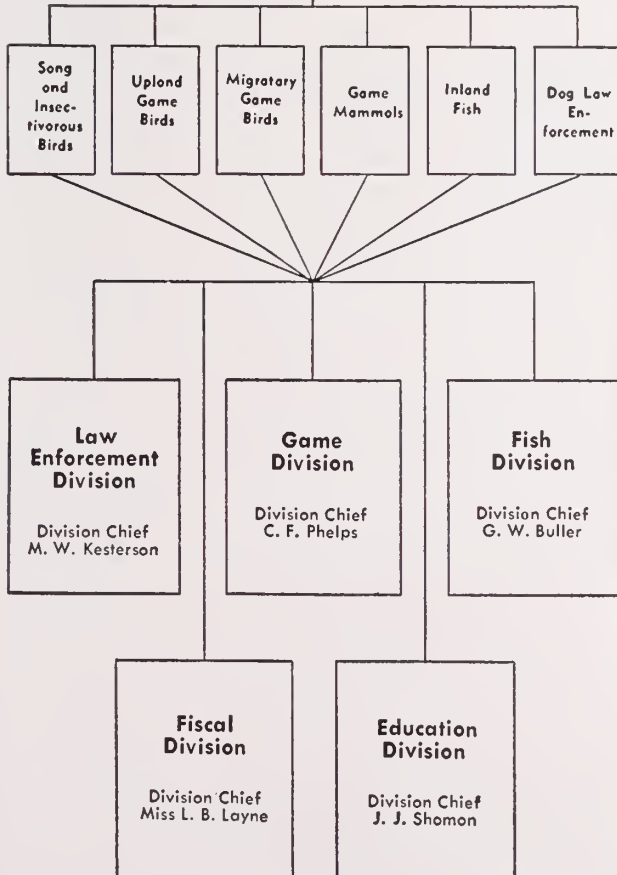 Song
ond
Insec-
tivorous
Birds
Uplond
Game
Birds
Migratary
Game
Birds
Game
Mammols
Inland
Fish
Dog Law
En-
forcement
Law
Enforcement
Division
Division Chief
M. W. Kesterson
Game
Division
Division Chief
C. F. Phelps
Fish
Division
Division Chief
G. W. Buller
Fiscal
Division
Division Chief
Miss L. B. Layne
Education
Division
Division Chief
J. J. Shomon